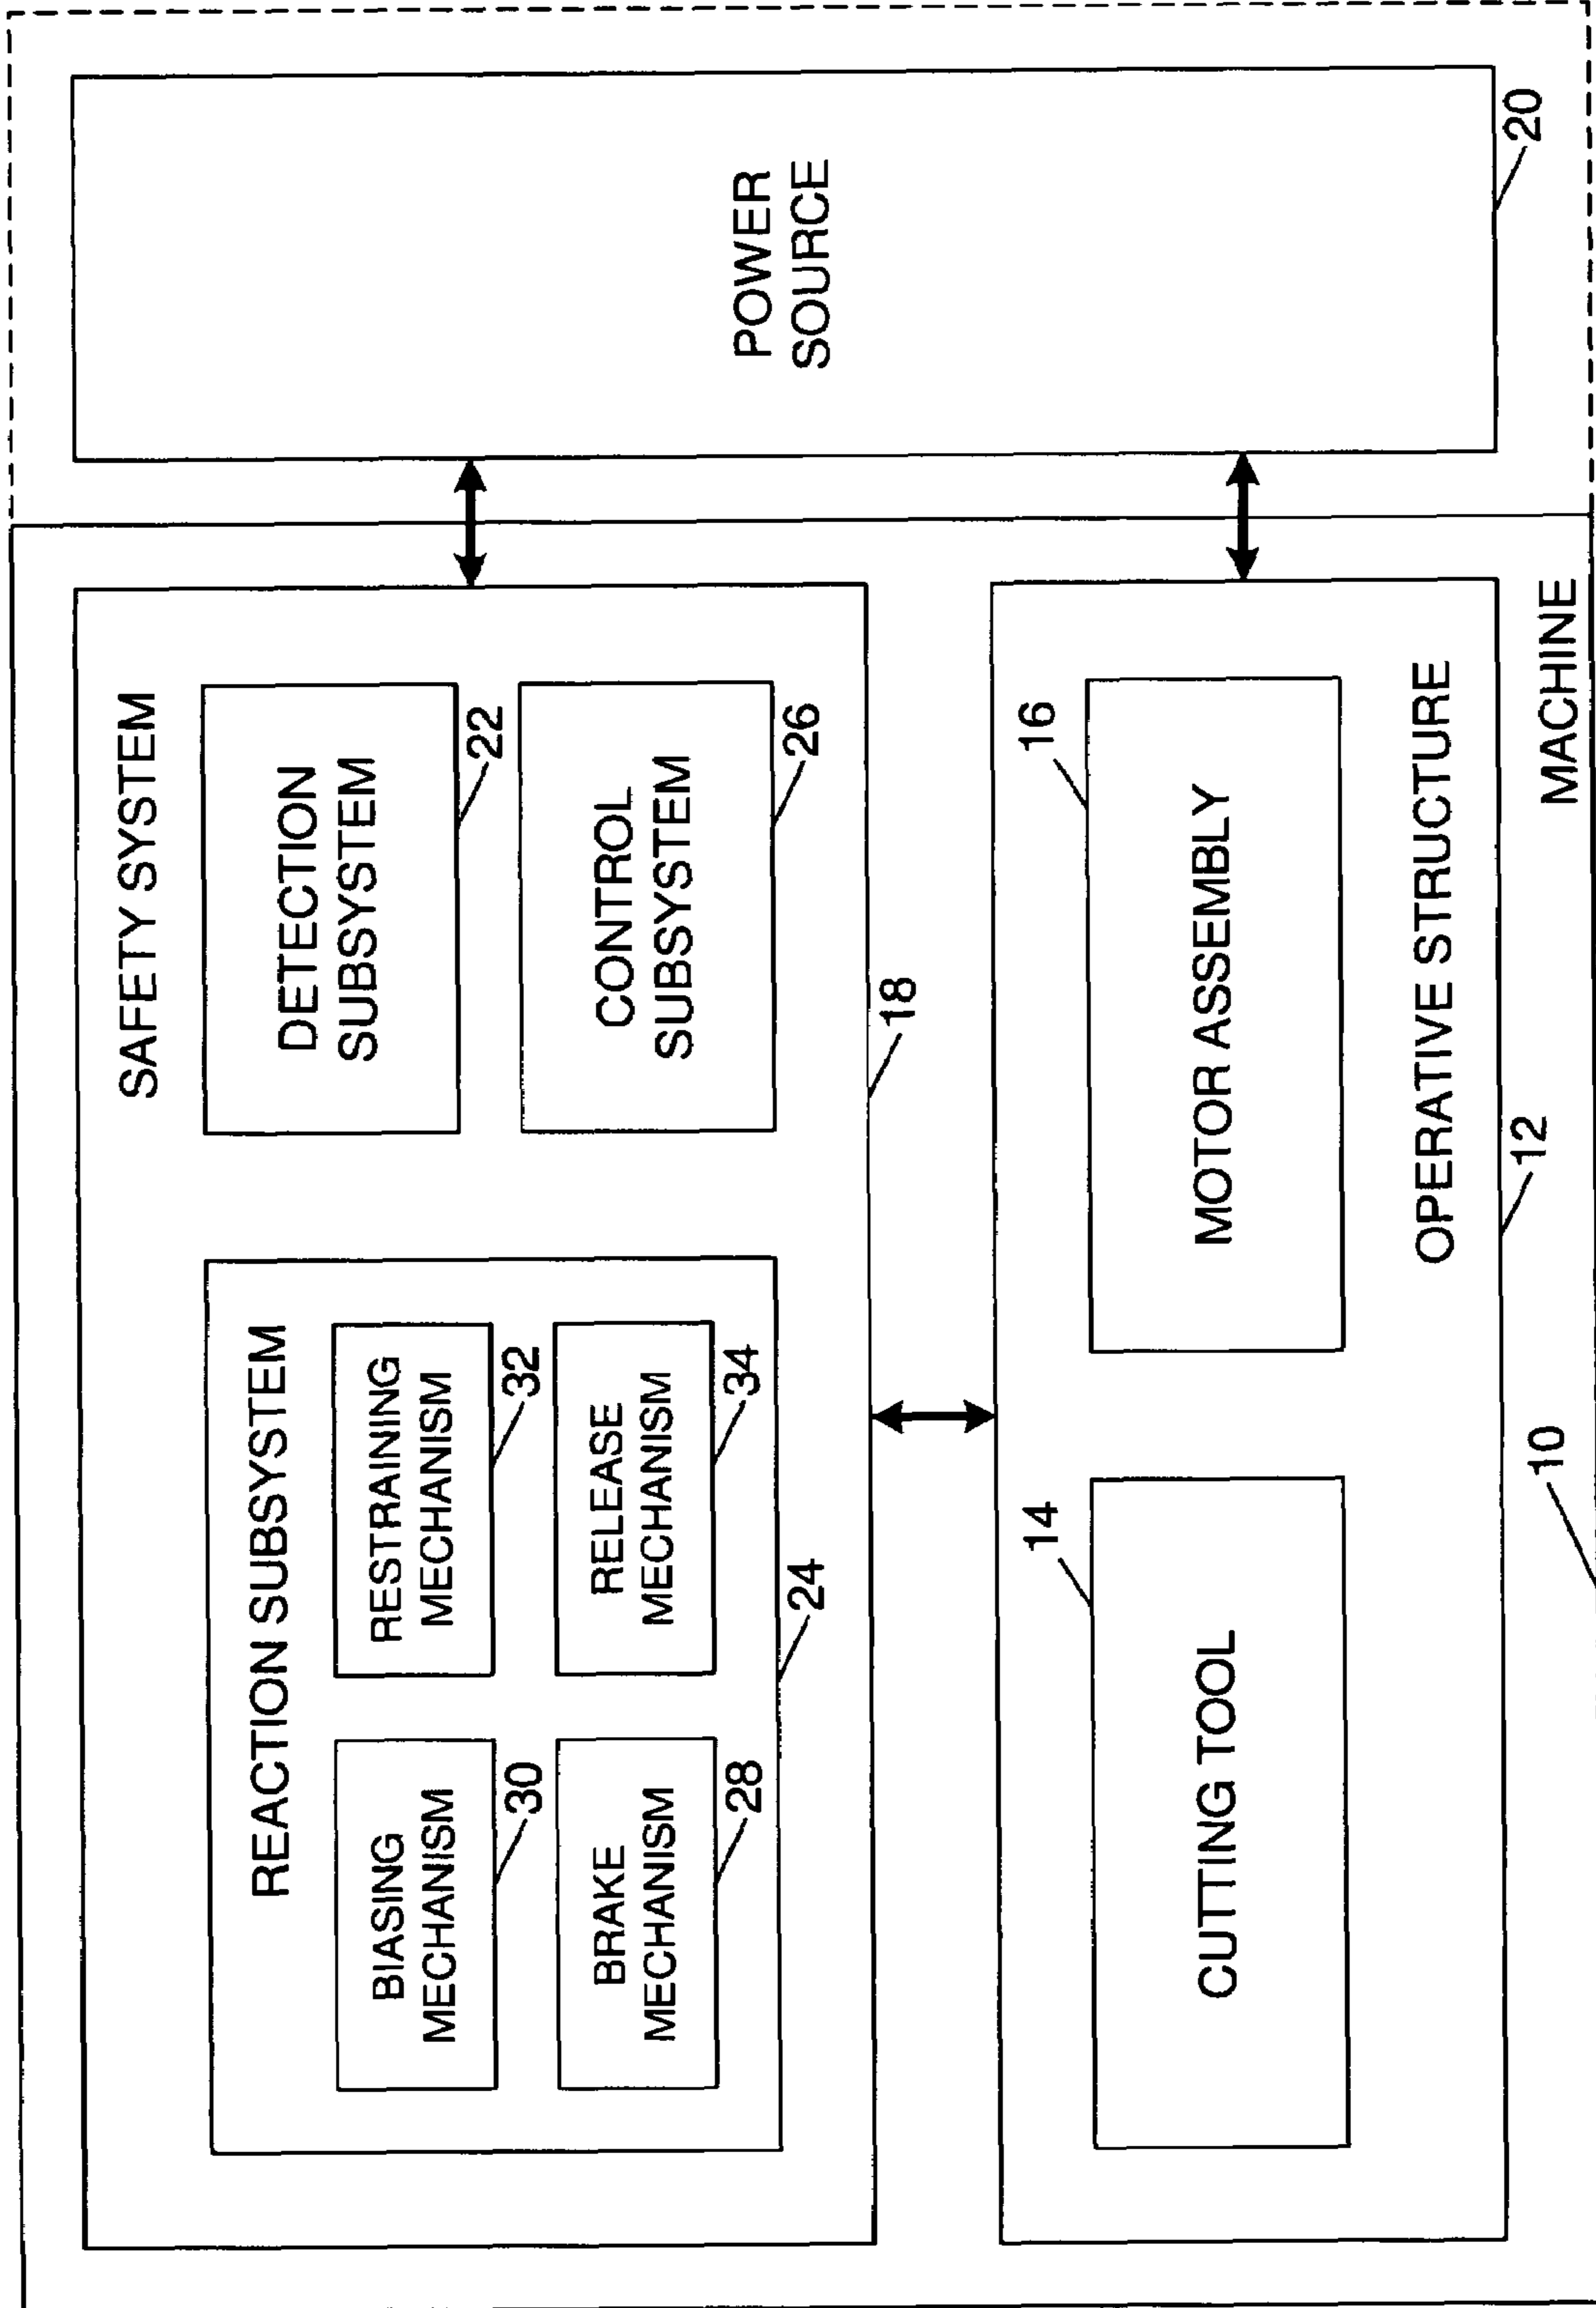 SAFETY SYSTEM
REACTION SUBSYSTEM
BIASING
MECHANISM
30
RESTRAINING
MECHANISM
32
BRAKE
MECHANISM
28
RELEASE
MECHANISM
34
24
DETECTION
SUBSYSTEM
22
CONTROL
SUBSYSTEM
26
18
14
CUTTING TOOL
16
MOTOR ASSEMBLY
OPERATIVE STRUCTURE
12
MACHINE
10
POWER
SOURCE
20